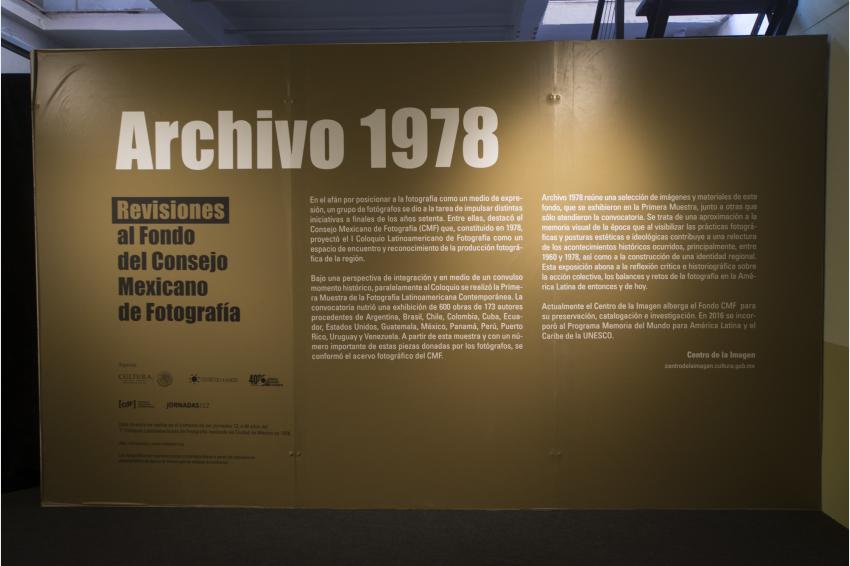 Archivo 1978
Revisiones
al Fondo
del Consejo
Mexicano
de Fotografía
En el afán por posicionar a la fotografía como un medio de expre-
sión, un grupo de fotógrafos se dio a la tarea de impulsar distintas
iniciativas a finales de los años setenta. Entre ellas, destacó el
Consejo Mexicano de Fotografía (CMF) que, constituido en 1978,
proyectó el I Coloquio Latinoamericano de Fotografía como un
espacio de encuentro y reconocimiento de la producción fotográ-
fica de la región.
Bajo una perspectiva de integración y en medio de un convulso
momento histórico, paralelamente al Coloquio se realizó la Prime-
ra Muestra de la Fotografía Latinoamericana Contemporánea. La
convocatoria nutrió una exhibición de 600 obras de 173 autores
procedentes de Argentina, Brasil, Chile, Colombia, Cuba, Ecua-
dor, Estados Unidos, Guatemala, México, Panamá, Perú, Puerto
Rico, Uruguay y Venezuela. A partir de esta muestra y con un nú-
mero importante de estas piezas donadas por los fotógrafos, se
conformó el acervo fotográfico del CMF.
Archivo 1978 reúne una selección de imágenes y materiales de este
fondo, que se exhibieron en la Primera Muestra, junto a otras que
sólo atendieron la convocatoria. Se trata de una aproximación a la
memoria visual de la época que al visibilizar las prácticas fotográ-
ficas y posturas estéticas e ideológicas contribuye a una relectura
de los acontecimientos históricos ocurridos, principalmente, entre
1960 y 1978, así como a la construcción de una identidad regional.
Esta exposición abona a la reflexión crítica e historiográfica sobre
la acción colectiva, los balances y retos de la fotografía en la Amé-
rica Latina de entonces y de hoy.
Actualmente el Centro de la Imagen alberga el Fondo CMF para
su preservación, catalogación e investigación. En 2016 se incor-
poró al Programa Memoria del Mundo para América Latina y el
Caribe de la UNESCO.
Centro de la Imagen
centrodelaimagen.cultura.gob.mx
CULTURA
JORNADAS